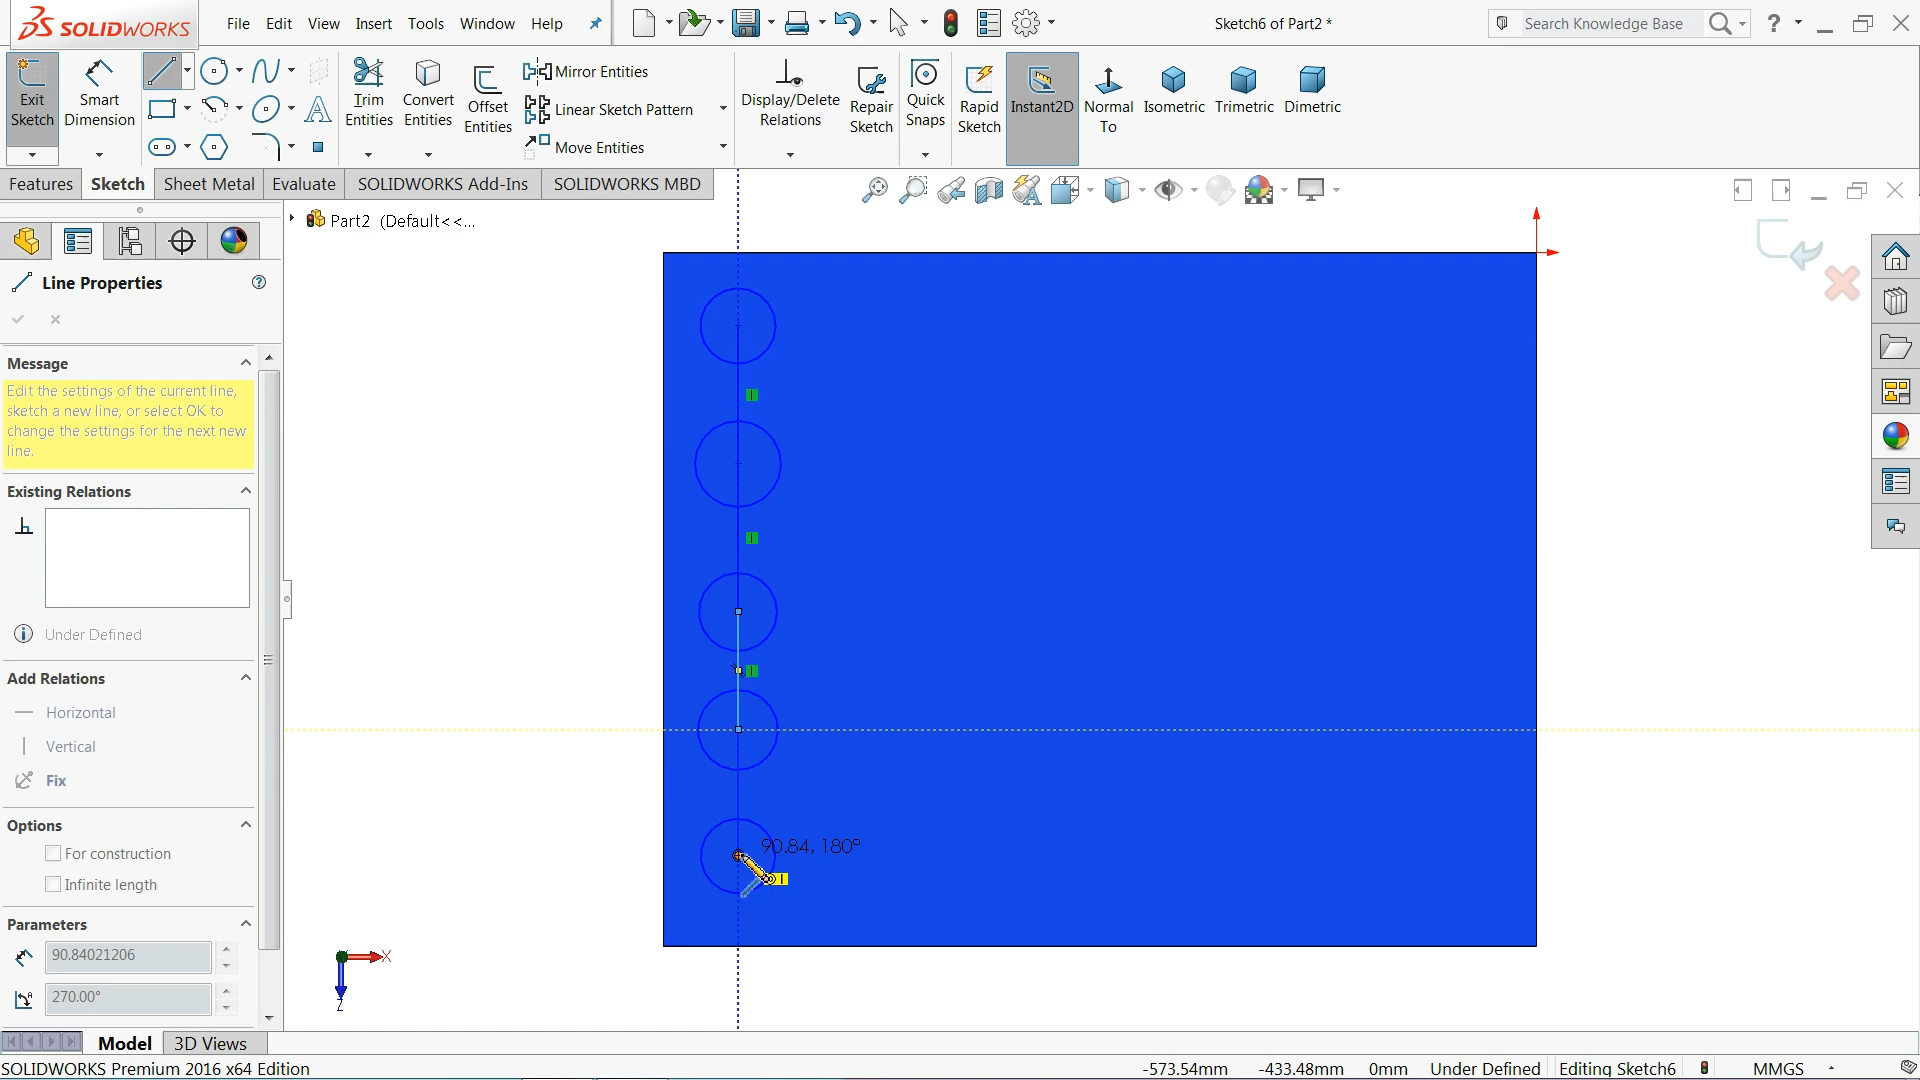 SOLIDWORKS File Edit View Insert Tools Window Help Sketch6 of Part2 * Search Knowledge Base ?
Exit Sketch
Smart Dimension
Trim Entities
Convert Entities
Offset Entities
Mirror Entities
Linear Sketch Pattern
Move Entities
Display/Delete Relations
Repair Sketch
Quick Snaps
Rapid Sketch
Instant2D
Normal To
Isometric
Trimetric
Dimetric
Features Sketch Sheet Metal Evaluate SOLIDWORKS Add-Ins SOLIDWORKS MBD
Part2 (Default<<...
Line Properties
Message
Edit the settings of the current line,
sketch a new line, or select OK to
change the settings for the next new
line.
Existing Relations
Under Defined
Add Relations
Horizontal
Vertical
Fix
Options
For construction
Infinite length
Parameters
90.84021206
270.00°
90.84, 180°
X
Z
Model 3D Views
SOLIDWORKS Premium 2016 x64 Edition -573.54mm -433.48mm 0mm Under Defined Editing Sketch6 MMGS